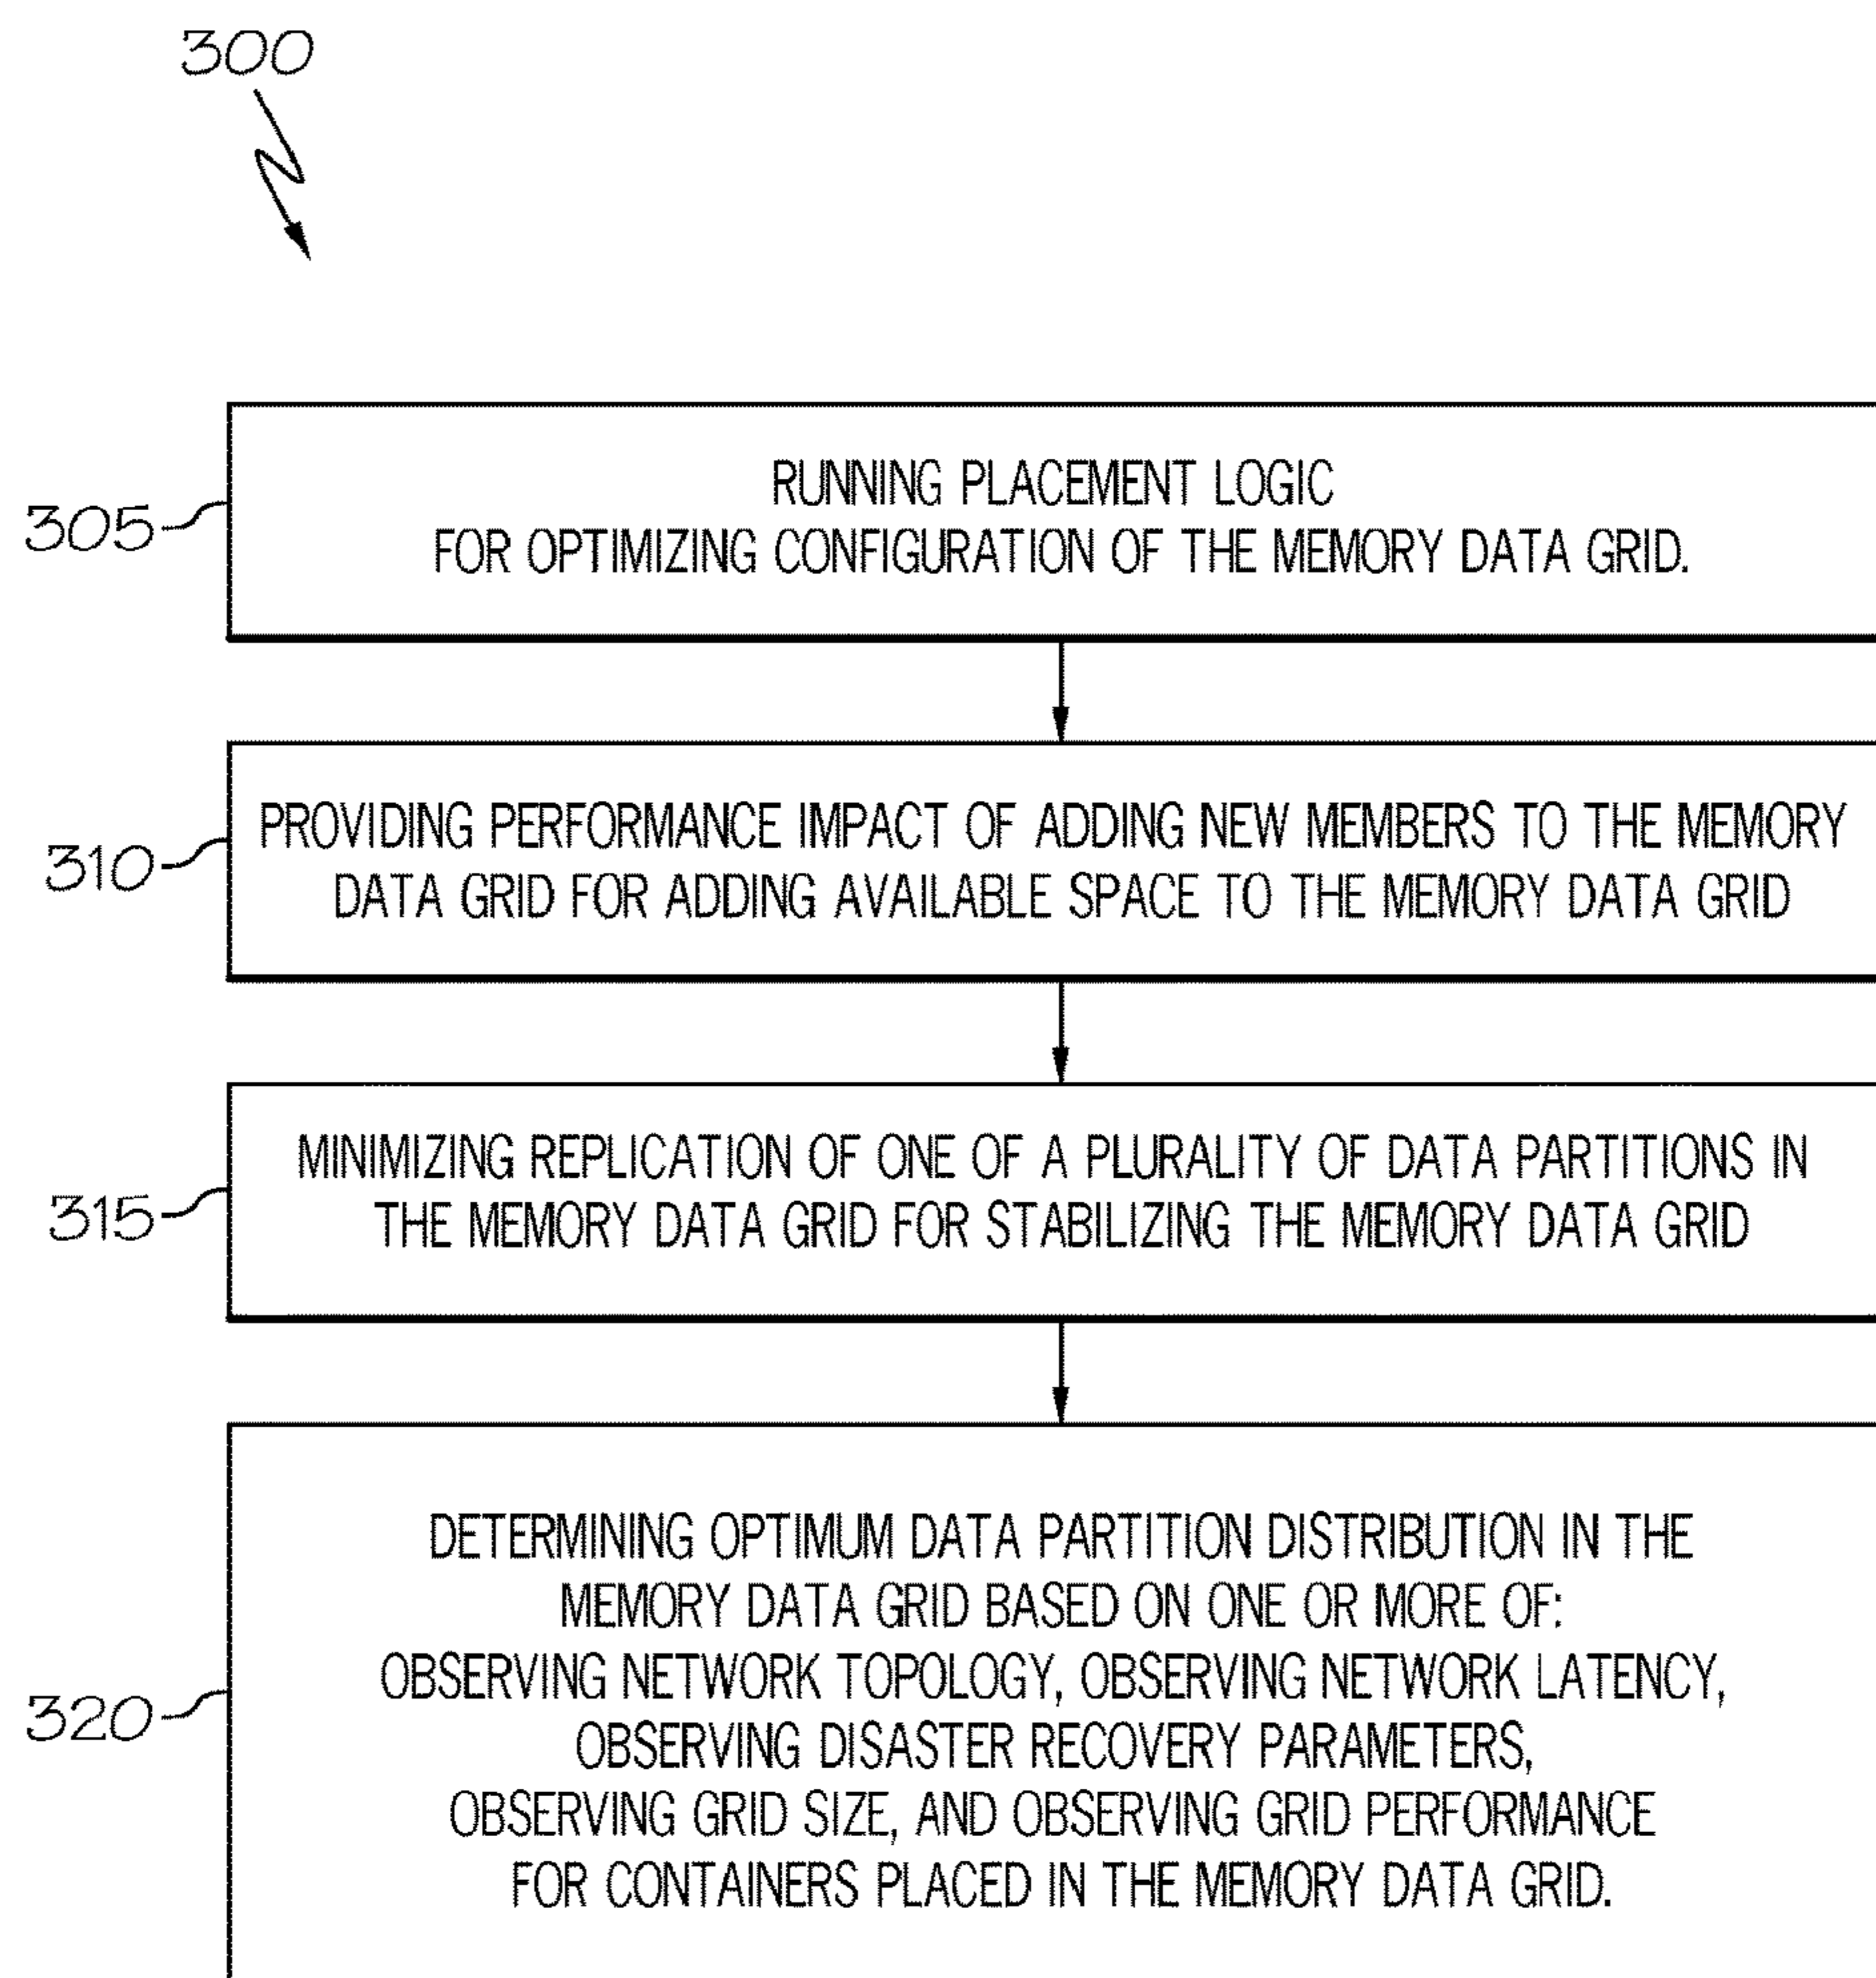 300
305
RUNNING PLACEMENT LOGIC
FOR OPTIMIZING CONFIGURATION OF THE MEMORY DATA GRID.
310
PROVIDING PERFORMANCE IMPACT OF ADDING NEW MEMBERS TO THE MEMORY
DATA GRID FOR ADDING AVAILABLE SPACE TO THE MEMORY DATA GRID
315
MINIMIZING REPLICATION OF ONE OF A PLURALITY OF DATA PARTITIONS IN
THE MEMORY DATA GRID FOR STABILIZING THE MEMORY DATA GRID
320
DETERMINING OPTIMUM DATA PARTITION DISTRIBUTION IN THE
MEMORY DATA GRID BASED ON ONE OR MORE OF:
OBSERVING NETWORK TOPOLOGY, OBSERVING NETWORK LATENCY,
OBSERVING DISASTER RECOVERY PARAMETERS,
OBSERVING GRID SIZE, AND OBSERVING GRID PERFORMANCE
FOR CONTAINERS PLACED IN THE MEMORY DATA GRID.